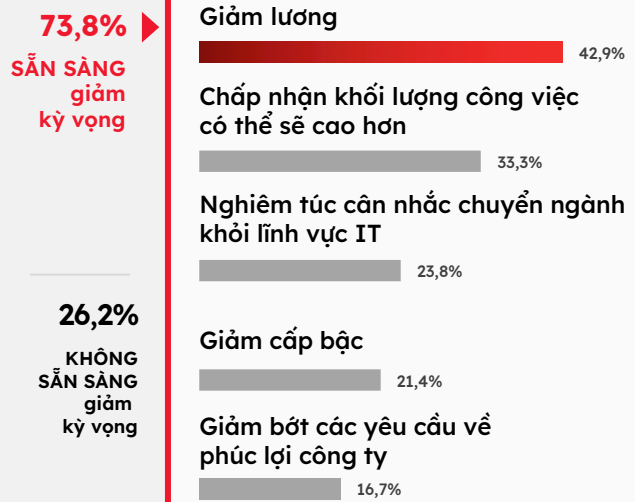 73,8%
SẴN SÀNG
giảm
kỳ vọng
26,2%
KHÔNG
SẴN SÀNG
giảm
kỳ vọng
Giảm lương
42,9%
Chấp nhận khối lượng công việc
có thể sẽ cao hơn
33,3%
Nghiêm túc cân nhắc chuyển ngành
khỏi lĩnh vực IT
23,8%
Giảm cấp bậc
21,4%
Giảm bớt các yêu cầu về
phúc lợi công ty
16,7%